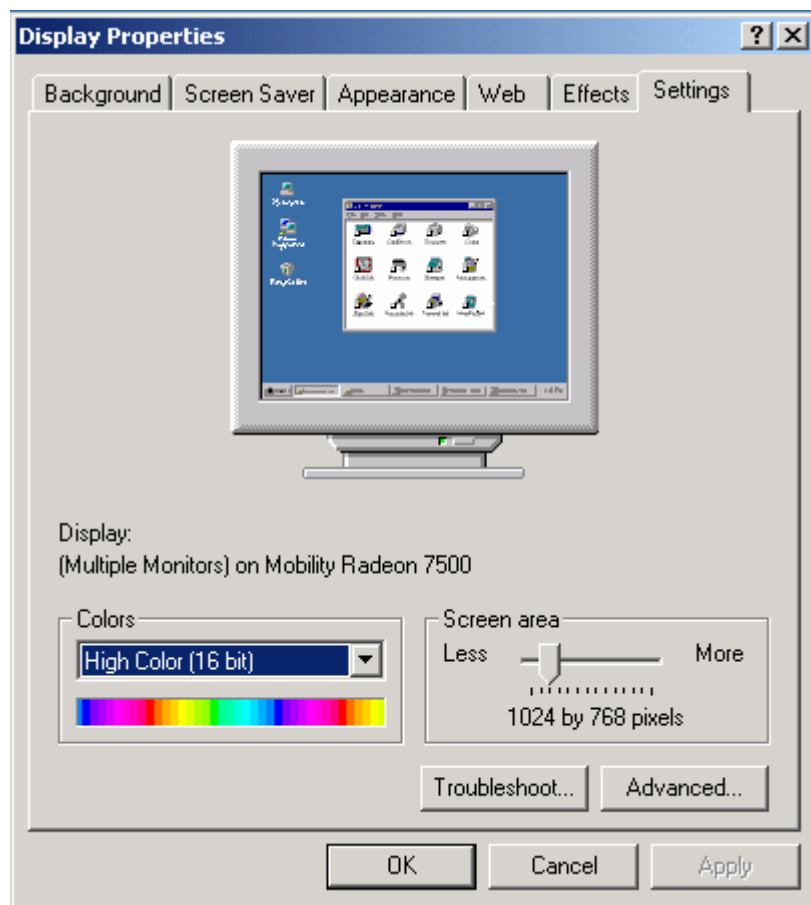 Display Properties
Background Screen Saver Appearance Web Effects Settings
Display:
(Multiple Monitors) on Mobility Radeon 7500
Colors
High Color (16 bit)
Screen area
Less More
1024 by 768 pixels
Troubleshoot... Advanced...
OK Cancel Apply